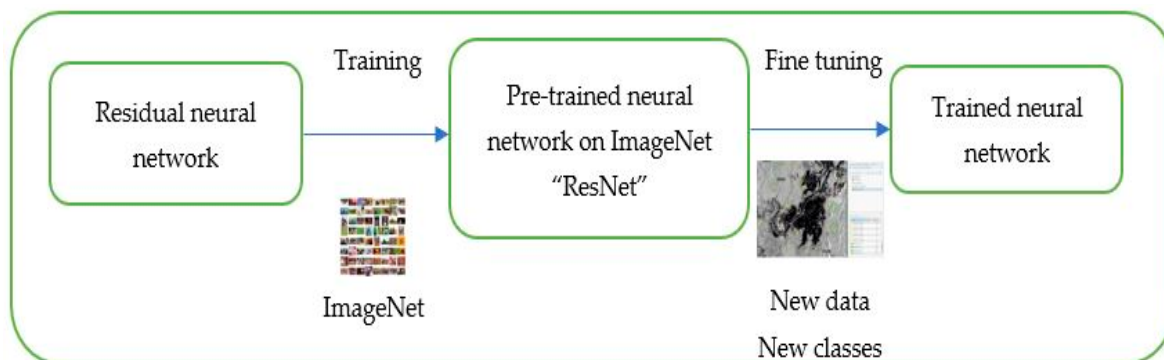 Residual neural
network
Training
ImageNet
Pre-trained neural
network on ImageNet
“ResNet”
Fine tuning
New data
New classes
Trained neural
network